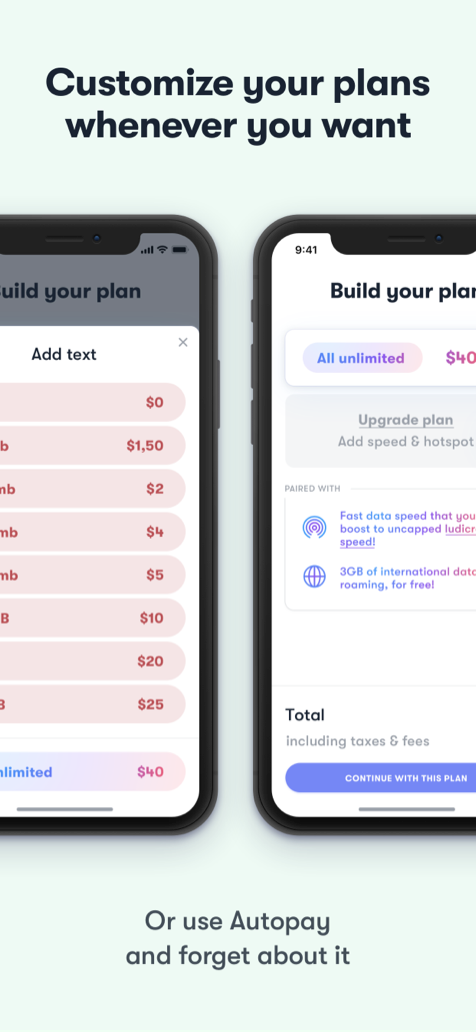 Customize your plans
whenever you want
uild your plan
Add text
$0
b $1,50
mb $2
mb $4
mb $5
B $10
$20
B $25
nlimited $40
9:41
Build your plan
All unlimited $40
Upgrade plan
Add speed & hotspot
PAIRED WITH
Fast data speed that you
boost to uncapped ludicr
speed!
3GB of international data
roaming, for free!
Total
including taxes & fees
CONTINUE WITH THIS PLAN
Or use Autopay
and forget about it